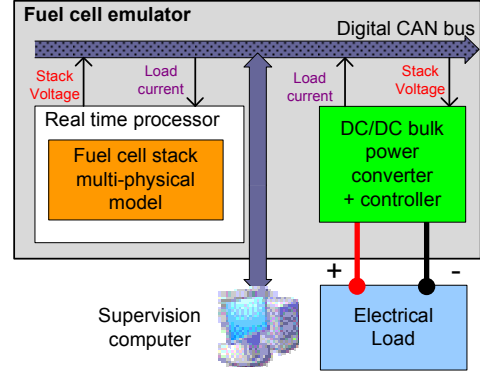 Fuel cell emulator
Digital CAN bus
Stack
Voltage
Load
current
Load
current
Stack
Voltage
Real time processor
Fuel cell stack
multi-physical
model
DC/DC bulk
power
converter
+ controller
+
-
Supervision
computer
Electrical
Load